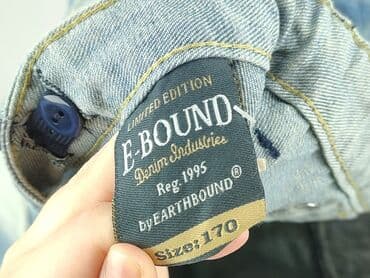 LIMITED EDITION
E-BOUND
Denim Industries
Reg. 1995
by EARTHBOUND®
Size: 170